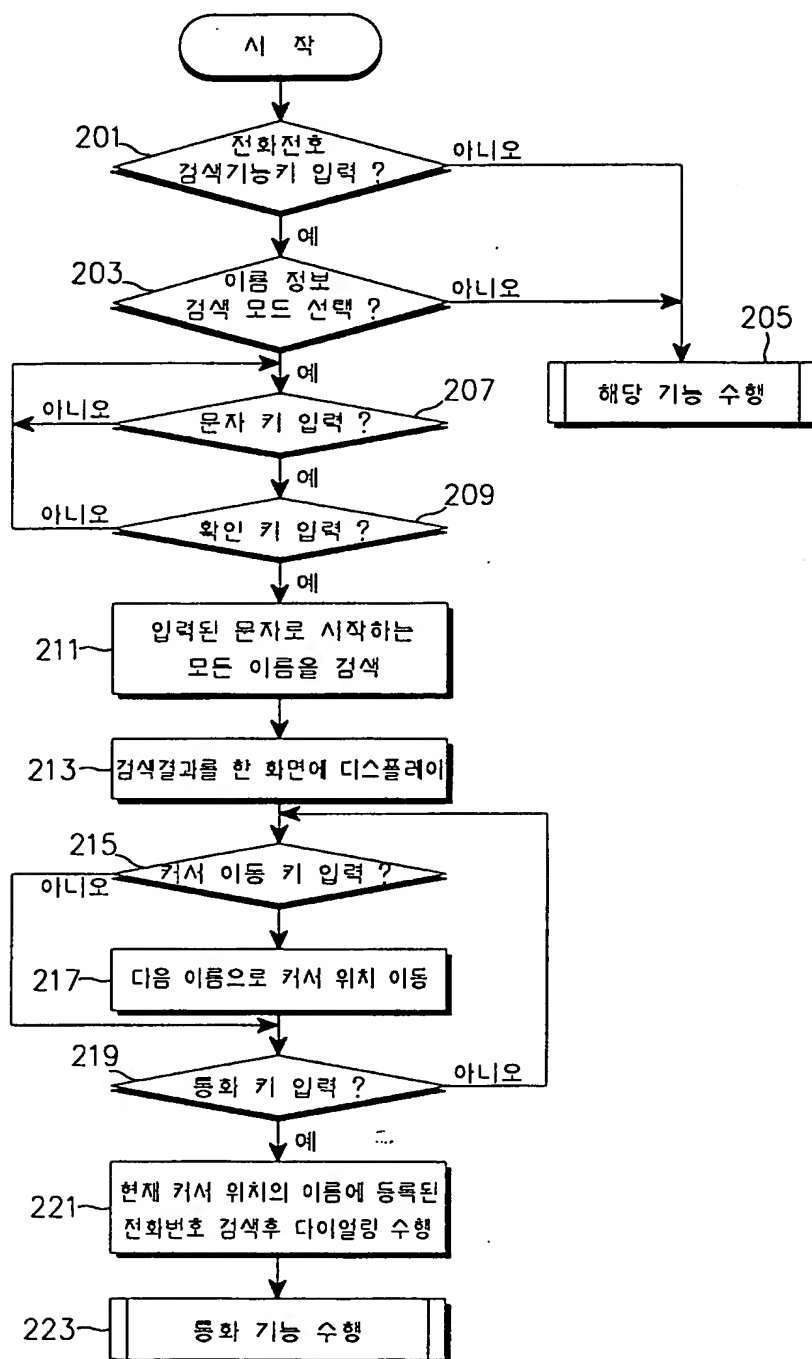 시 작
201
전화전호
검색기능키 입력 ?
아니오
예
203
이름 정보
검색 모드 선택 ?
아니오
예
205
해당 기능 수행
아니오
207
문자 키 입력 ?
예
209
아니오
확인 키 입력 ?
예
211
입력된 문자로 시작하는
모든 이름을 검색
213
검색결과를 한 화면에 디스플레이
215
커서 이동 키 입력 ?
아니오
217
다음 이름으로 커서 위치 이동
219
통화 키 입력 ?
아니오
예
221
현재 커서 위치의 이름에 등록된
전화번호 검색후 다이얼링 수행
223
통화 기능 수행